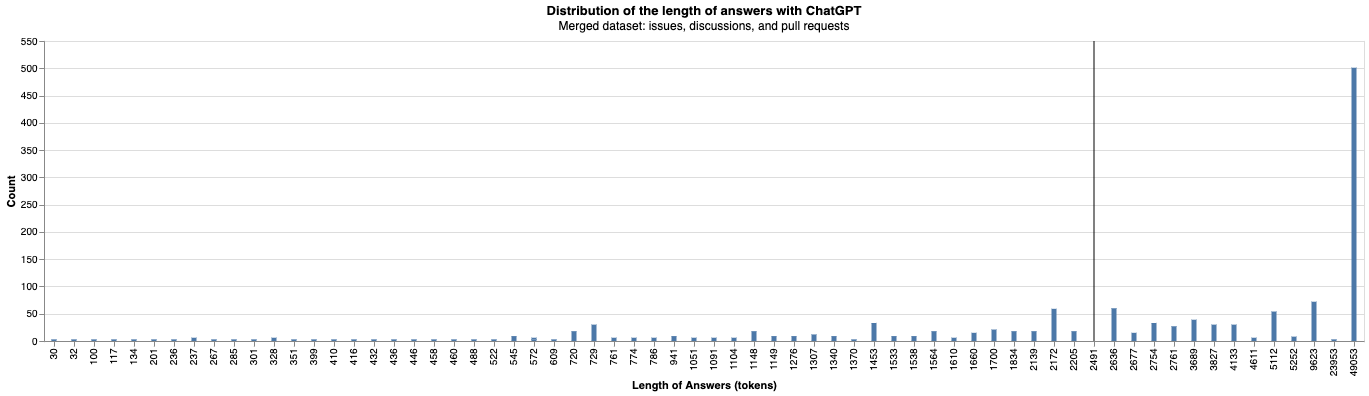 Distribution of the length of answers with ChatGPT
Merged dataset: issues, discussions, and pull requests
550
500
450
400
350
300
250
200
150
100
50
0
Count
30 32 100 117 134 201 236 237 267 285 301 328 351 399 410 416 432 436 446 458 460 488 522 545 572 609 720 729 761 774 786 941 1051 1091 1104 1148 1149 1276 1307 1340 1370 1453 1533 1538 1564 1610 1660 1700 1834 2139 2172 2205 2491 2636 2677 2754 2761 3689 3827 4133 4611 5112 5252 9623 23953 49053
Length of Answers (tokens)